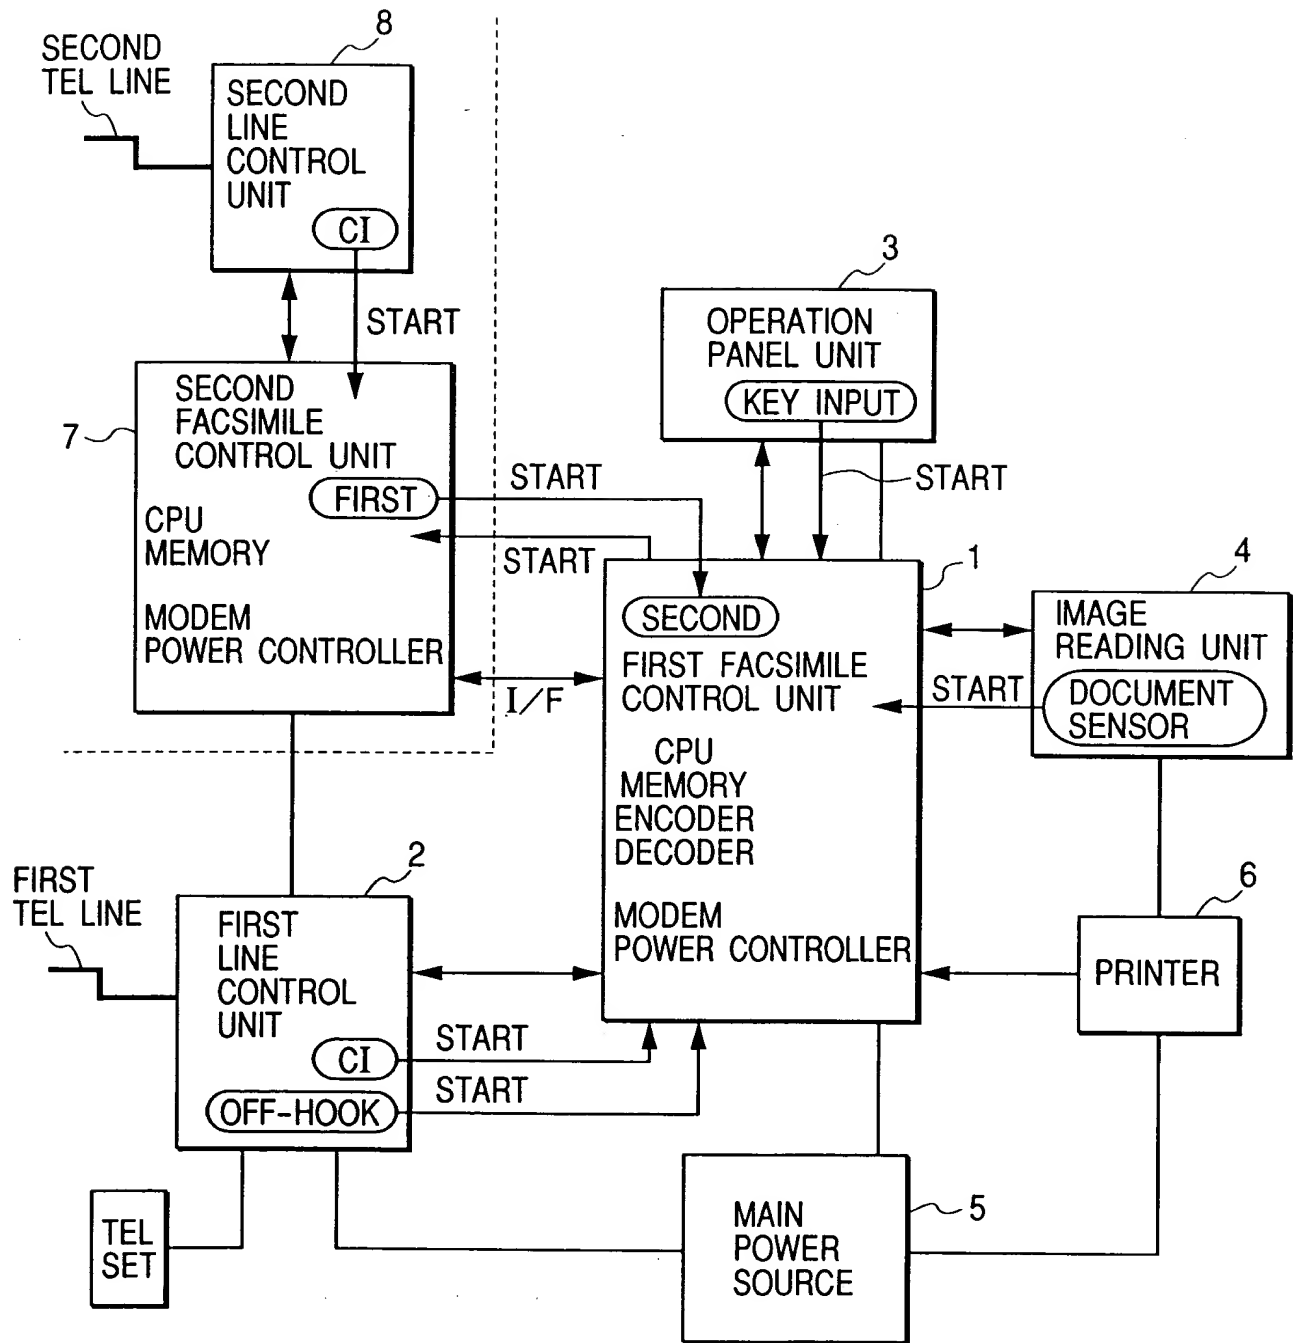 8
SECOND
TEL LINE
SECOND
LINE
CONTROL
UNIT
CI
START
3
OPERATION
PANEL UNIT
KEY INPUT
START
7
SECOND
FACSIMILE
CONTROL UNIT
FIRST
CPU
MEMORY
MODEM
POWER CONTROLLER
START
START
I/F
1
SECOND
FIRST FACSIMILE
CONTROL UNIT
CPU
MEMORY
ENCODER
DECODER
MODEM
POWER CONTROLLER
4
IMAGE
READING UNIT
DOCUMENT
SENSOR
START
FIRST
TEL LINE
2
FIRST
LINE
CONTROL
UNIT
CI
OFF-HOOK
START
START
6
PRINTER
TEL
SET
5
MAIN
POWER
SOURCE